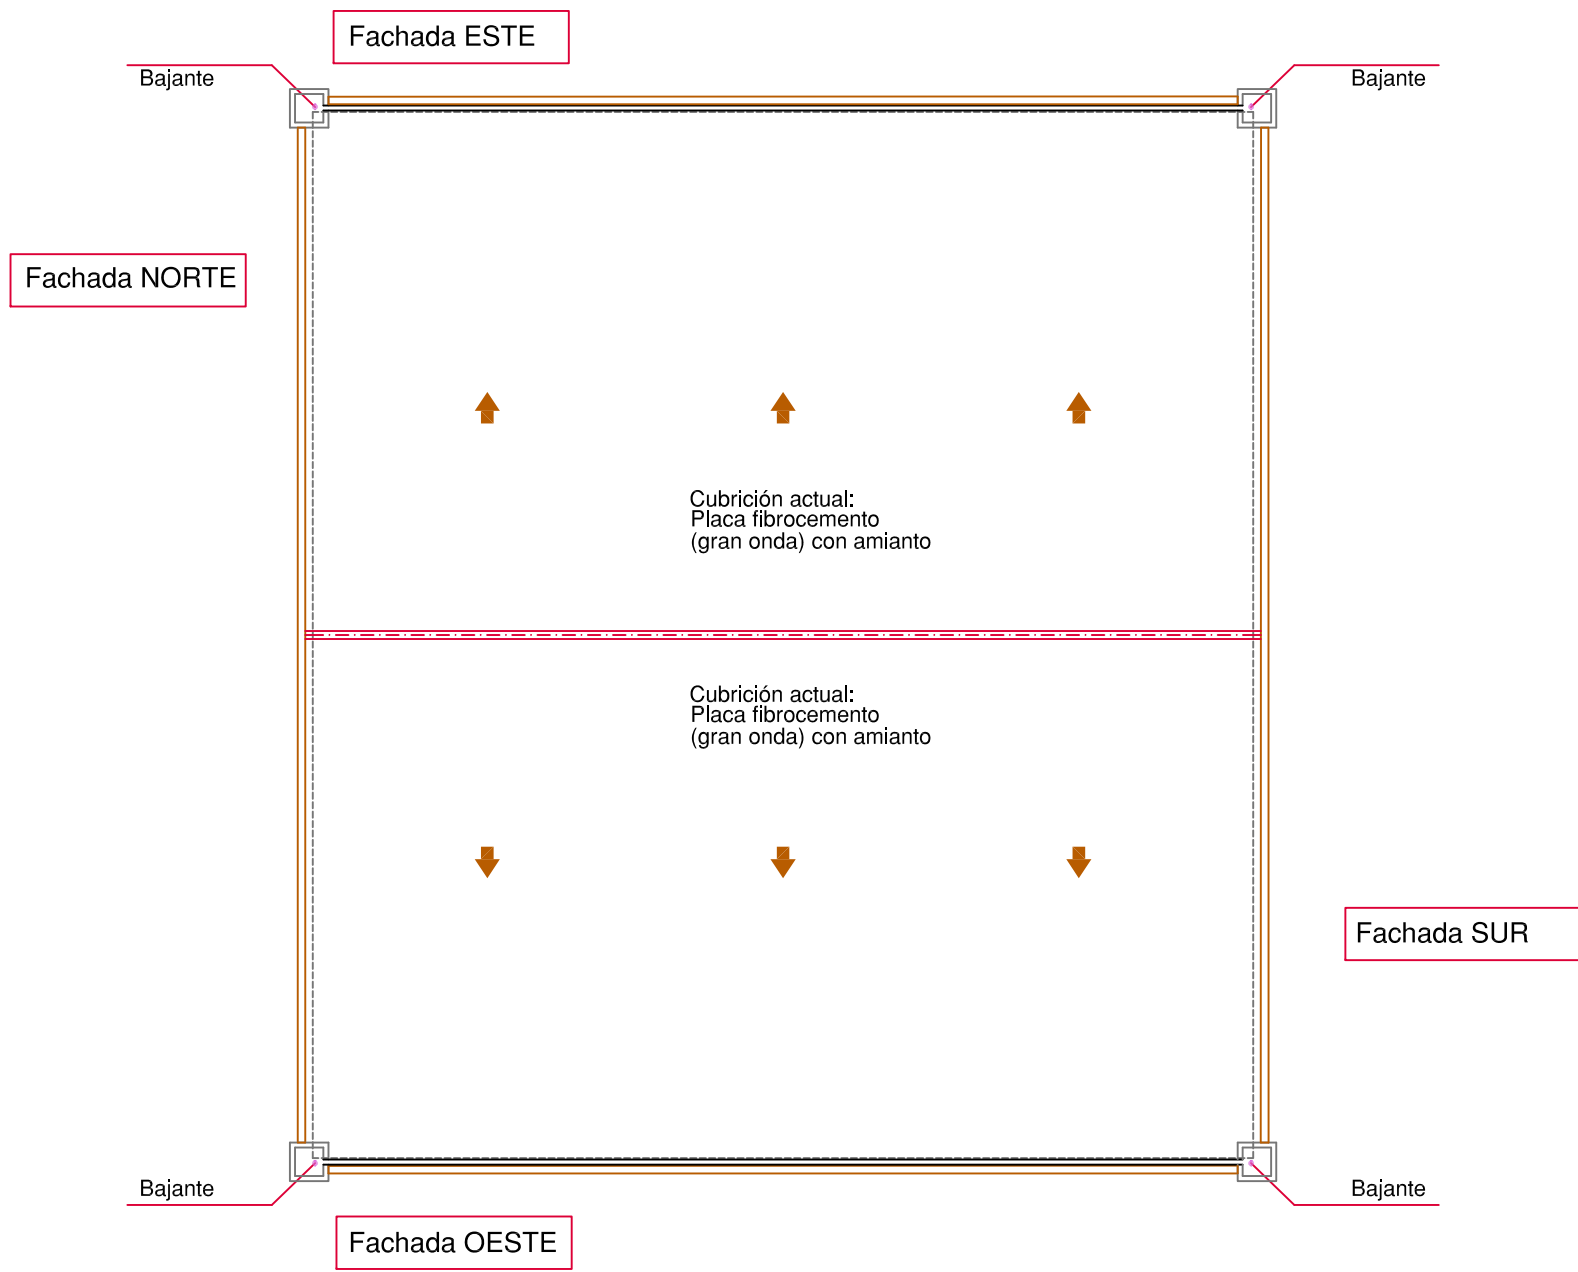 Fachada ESTE
Bajante
Bajante
Fachada NORTE
Cubrición actual:
Placa fibrocemento
(gran onda) con amianto
Cubrición actual:
Placa fibrocemento
(gran onda) con amianto
Fachada SUR
Bajante
Bajante
Fachada OESTE